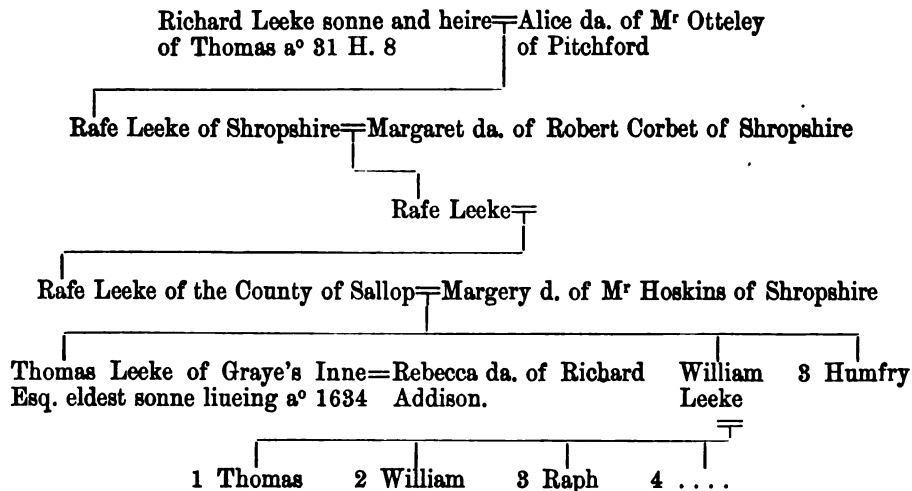 Richard Leeke sonne and heire=Alice da. of Mr Otteley
of Thomas ao 31 H. 8 of Pitchford
Rafe Leeke of Shropshire=Margaret da. of Robert Corbet of Shropshire
Rafe Leeke=
Rafe Leeke of the County of Sallop=Margery d. of Mr Hoskins of Shropshire
Thomas Leeke of Graye's Inne=Rebecca da. of Richard William 3 Humfry
Esq. eldest sonne liueing ao 1634 Addison. Leeke
=
1 Thomas 2 William 3 Raph 4 ....